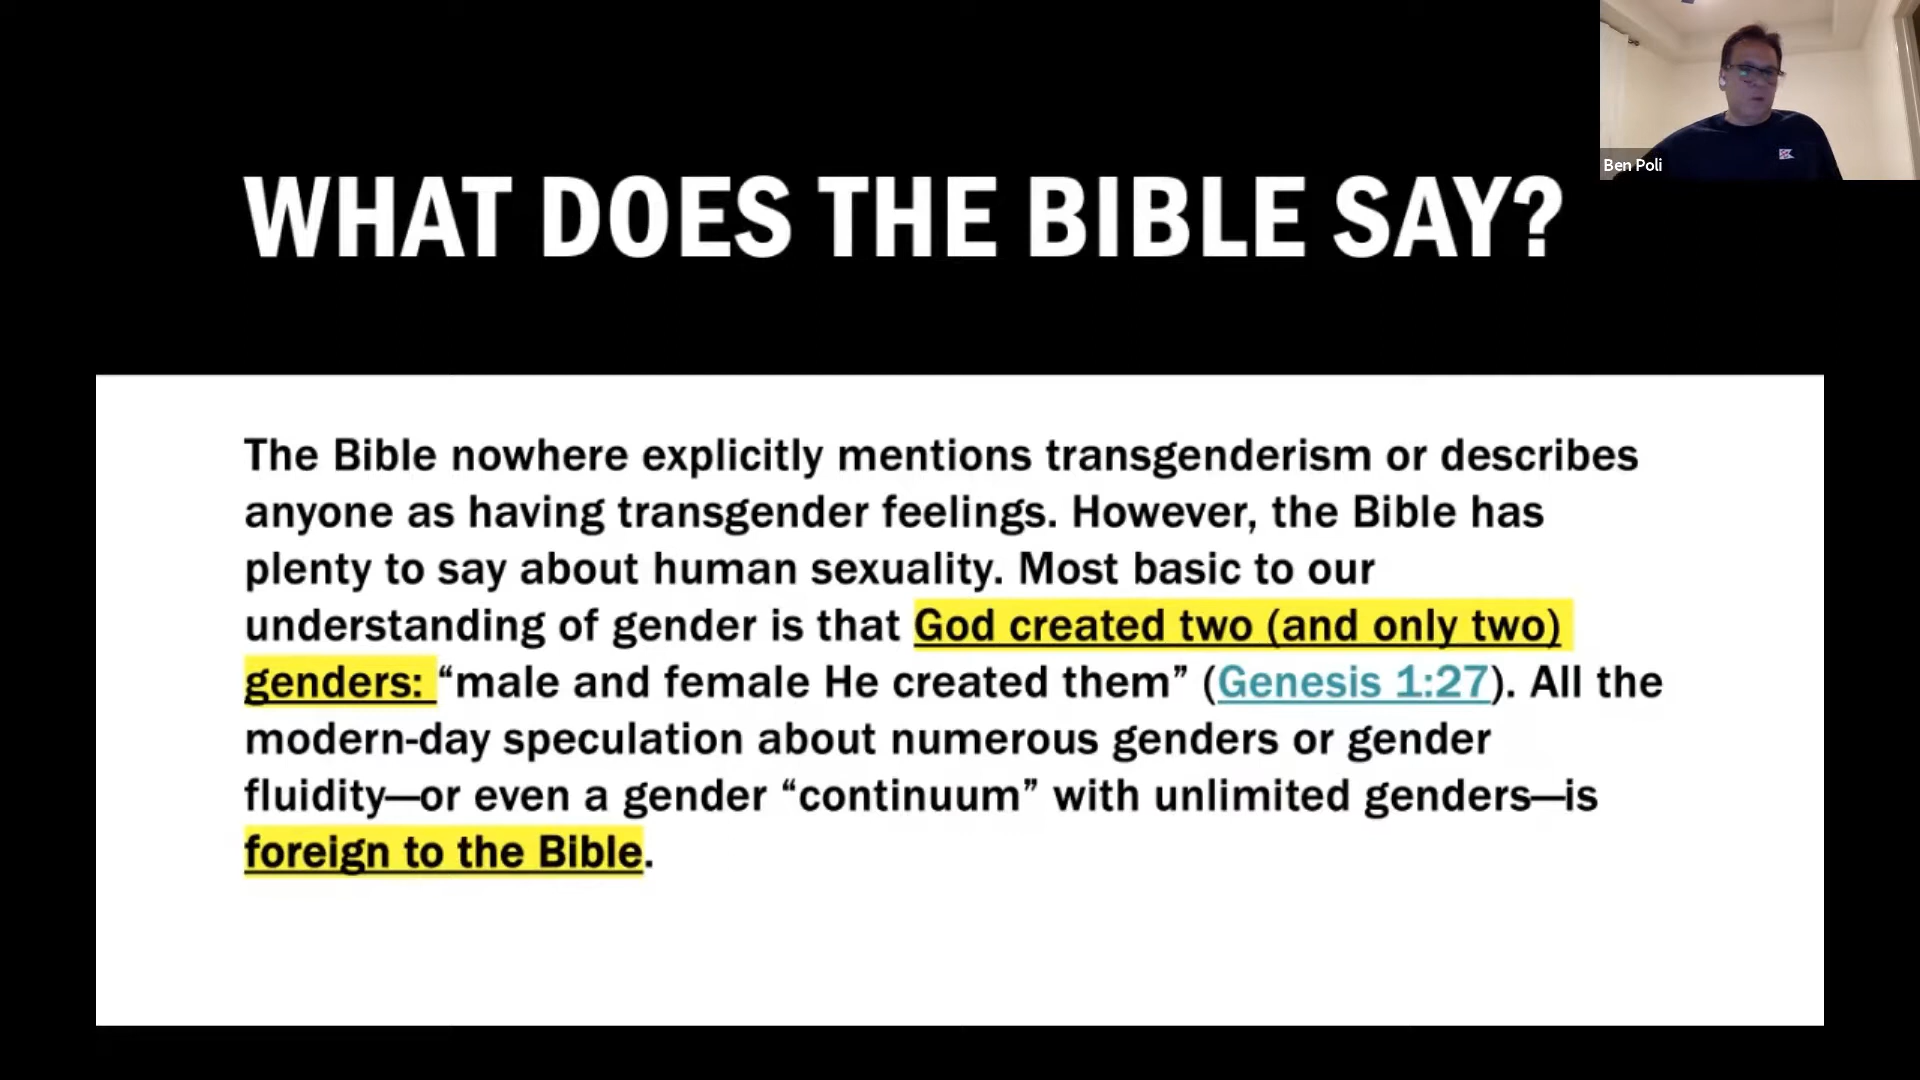 Ben Poli
WHAT DOES THE BIBLE SAY?
The Bible nowhere explicitly mentions transgenderism or describes
anyone as having transgender feelings. However, the Bible has
plenty to say about human sexuality. Most basic to our
understanding of gender is that God created two (and only two)
genders: “male and female He created them” (Genesis 1:27). All the
modern-day speculation about numerous genders or gender
fluidity—or even a gender “continuum” with unlimited genders—is
foreign to the Bible.